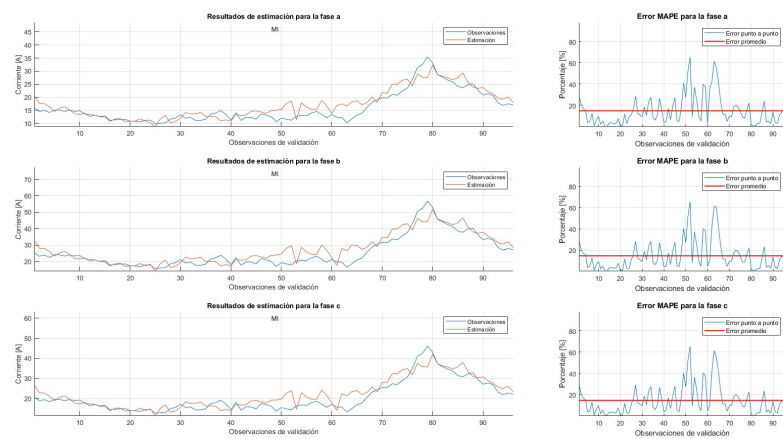 Resultados de estimación para la fase a
MI
Observaciones
Estimación
Corriente [A]
45
40
35
30
25
20
15
10
10 20 30 40 50 60 70 80 90
Observaciones de validación
Error MAPE para la fase a
Error punto a punto
Error promedio
Porcentaje [%]
80
60
40
20
10 20 30 40 50 60 70 80 90
Observaciones de validación
Resultados de estimación para la fase b
MI
Observaciones
Estimación
Corriente [A]
70
60
50
40
30
20
10 20 30 40 50 60 70 80 90
Observaciones de validación
Error MAPE para la fase b
Error punto a punto
Error promedio
Porcentaje [%]
80
60
40
20
10 20 30 40 50 60 70 80 90
Observaciones de validación
Resultados de estimación para la fase c
MI
Observaciones
Estimación
Corriente [A]
60
50
40
30
20
10 20 30 40 50 60 70 80 90
Observaciones de validación
Error MAPE para la fase c
Error punto a punto
Error promedio
Porcentaje [%]
80
60
40
20
10 20 30 40 50 60 70 80 90
Observaciones de validación